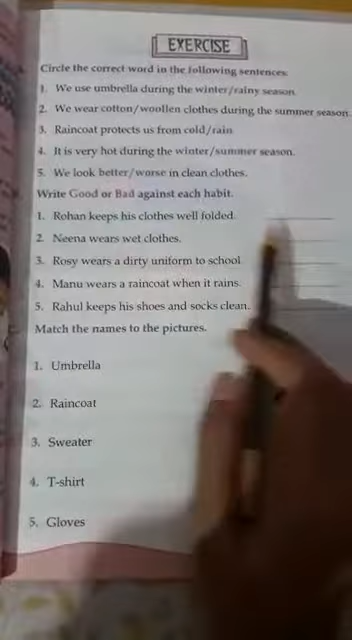 EXERCISE
Circle the correct word in the following sentences.
1. We use umbrella during the winter/rainy season.
2. We wear cotton/woollen clothes during the summer season.
3. Raincoat protects us from cold/rain
4. It is very hot during the winter/summer season.
5. We look better/worse in clean clothes.
Write Good or Bad against each habit.
1. Rohan keeps his clothes well folded.
2. Neena wears wet clothes.
3. Rosy wears a dirty uniform to school
4. Manu wears a raincoat when it rains.
5. Rahul keeps his shoes and socks clean.
Match the names to the pictures.
1. Umbrella
2. Raincoat
3. Sweater
4. T-shirt
5. Gloves